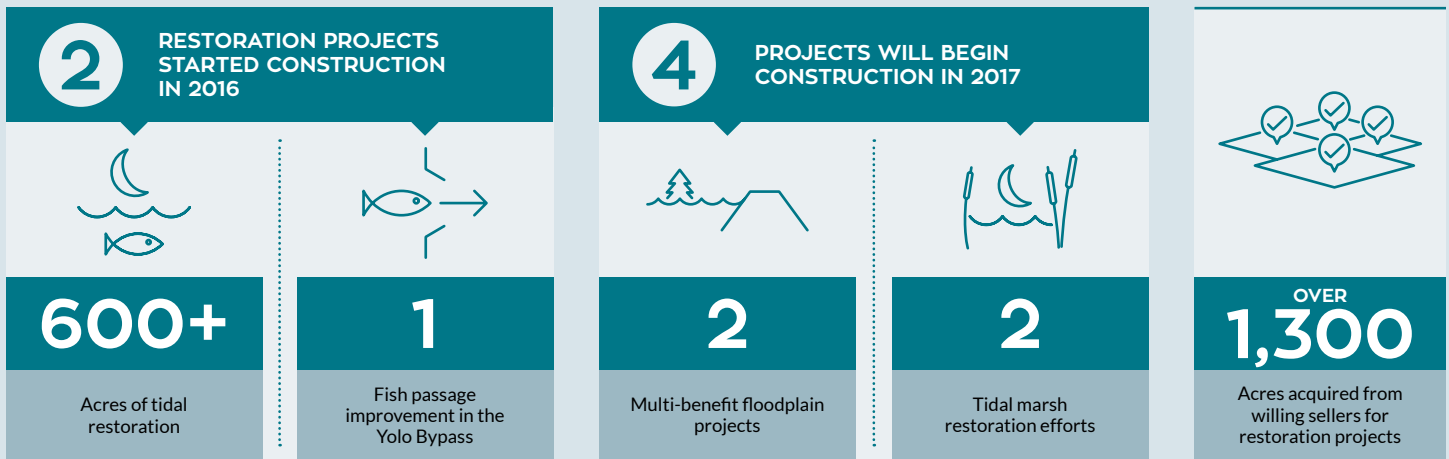 2
RESTORATION PROJECTS
STARTED CONSTRUCTION
IN 2016
600+
Acres of tidal
restoration
1
Fish passage
improvement in the
Yolo Bypass
4
PROJECTS WILL BEGIN
CONSTRUCTION IN 2017
2
Multi-benefit floodplain
projects
2
Tidal marsh
restoration efforts
OVER
1,300
Acres acquired from
willing sellers for
restoration projects